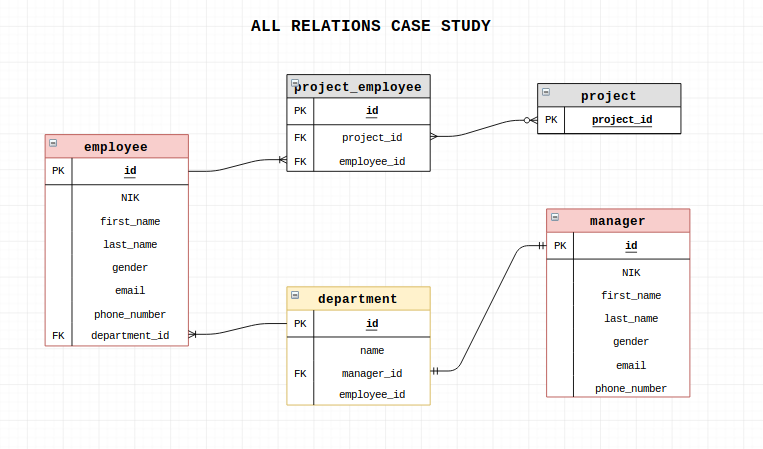 ALL RELATIONS CASE STUDY
project_employee
PK id
FK project_id
FK employee_id
project
PK project_id
employee
PK id
NIK
first_name
last_name
gender
email
phone_number
FK department_id
manager
PK id
NIK
first_name
last_name
gender
email
phone_number
department
PK id
name
FK manager_id
employee_id